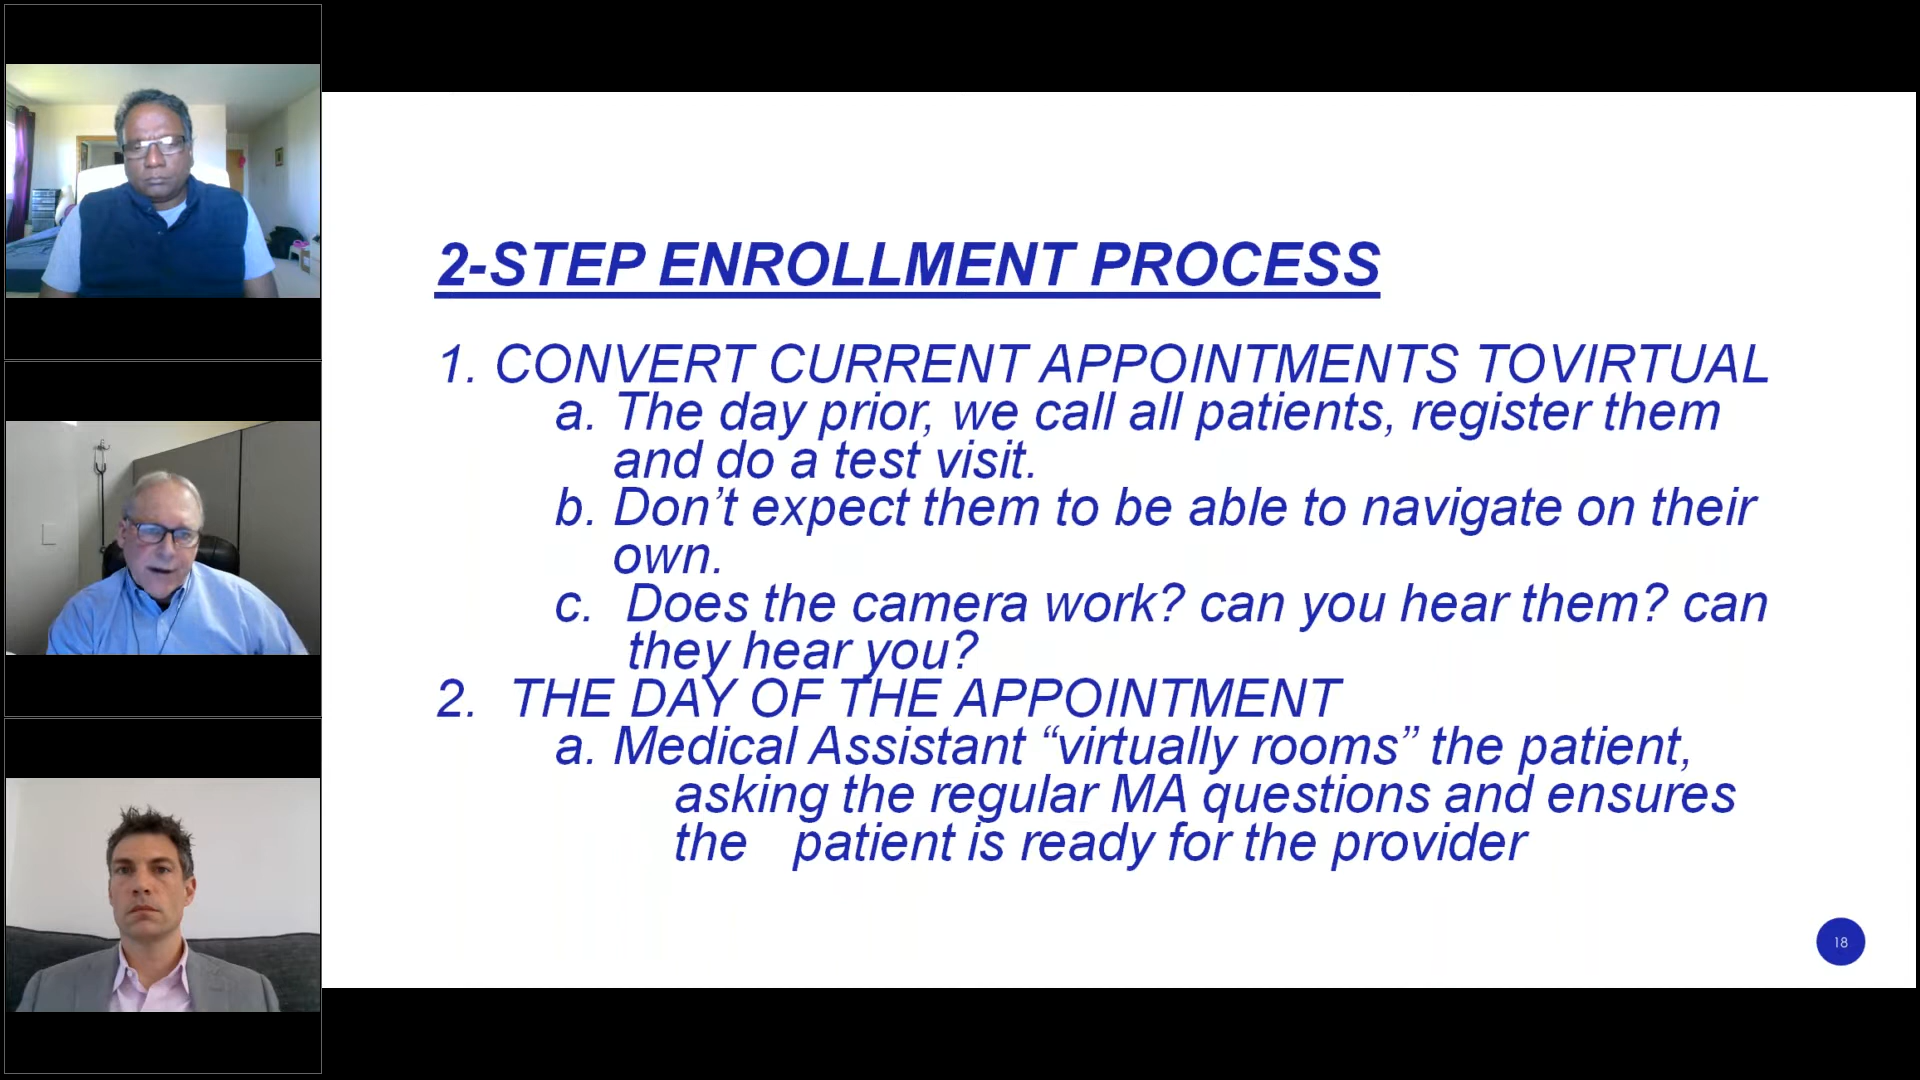 2-STEP ENROLLMENT PROCESS
1. CONVERT CURRENT APPOINTMENTS TOVIRTUAL
a. The day prior, we call all patients, register them
and do a test visit.
b. Don’t expect them to be able to navigate on their
own.
c. Does the camera work? can you hear them? can
they hear you?
2. THE DAY OF THE APPOINTMENT
a. Medical Assistant “virtually rooms” the patient,
asking the regular MA questions and ensures
the patient is ready for the provider
18